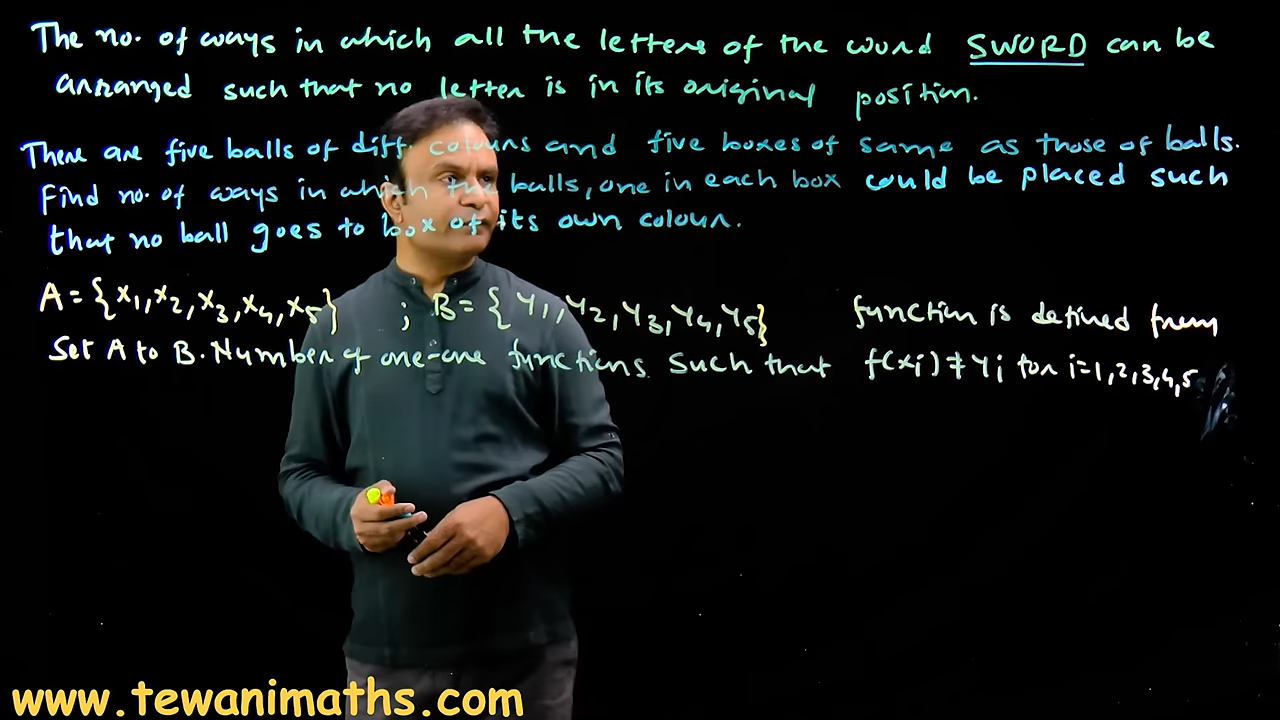 The no. of ways in which all the letters of the word SWORD can be
arranged such that no letter is in its original position.
There are five balls of diff. colours and five boxes of same as those of balls.
Find no. of ways in which the balls, one in each box could be placed such
that no ball goes to box of its own colour.
A = {x₁, x₂, x₃, x₄, x₅} ; B = { Y₁, Y₂, Y₃, Y₄, Y₅} function is defined from
Set A to B. Number of one-one functions such that f(xᵢ) ≠ Yᵢ for i=1,2,3,4,5
www.tewanimaths.com